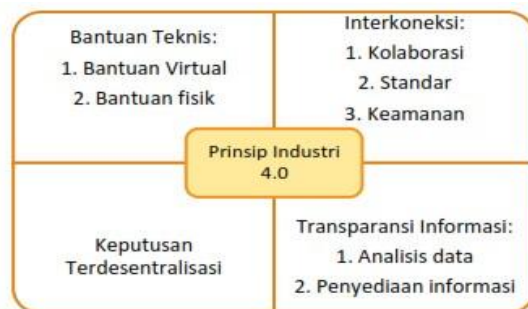 Bantuan Teknis:
1. Bantuan Virtual
2. Bantuan fisik
Interkoneksi:
1. Kolaborasi
2. Standar
3. Keamanan
Prinsip Industri
4.0
Keputusan
Terdesentralisasi
Transparansi Informasi:
1. Analisis data
2. Penyediaan informasi